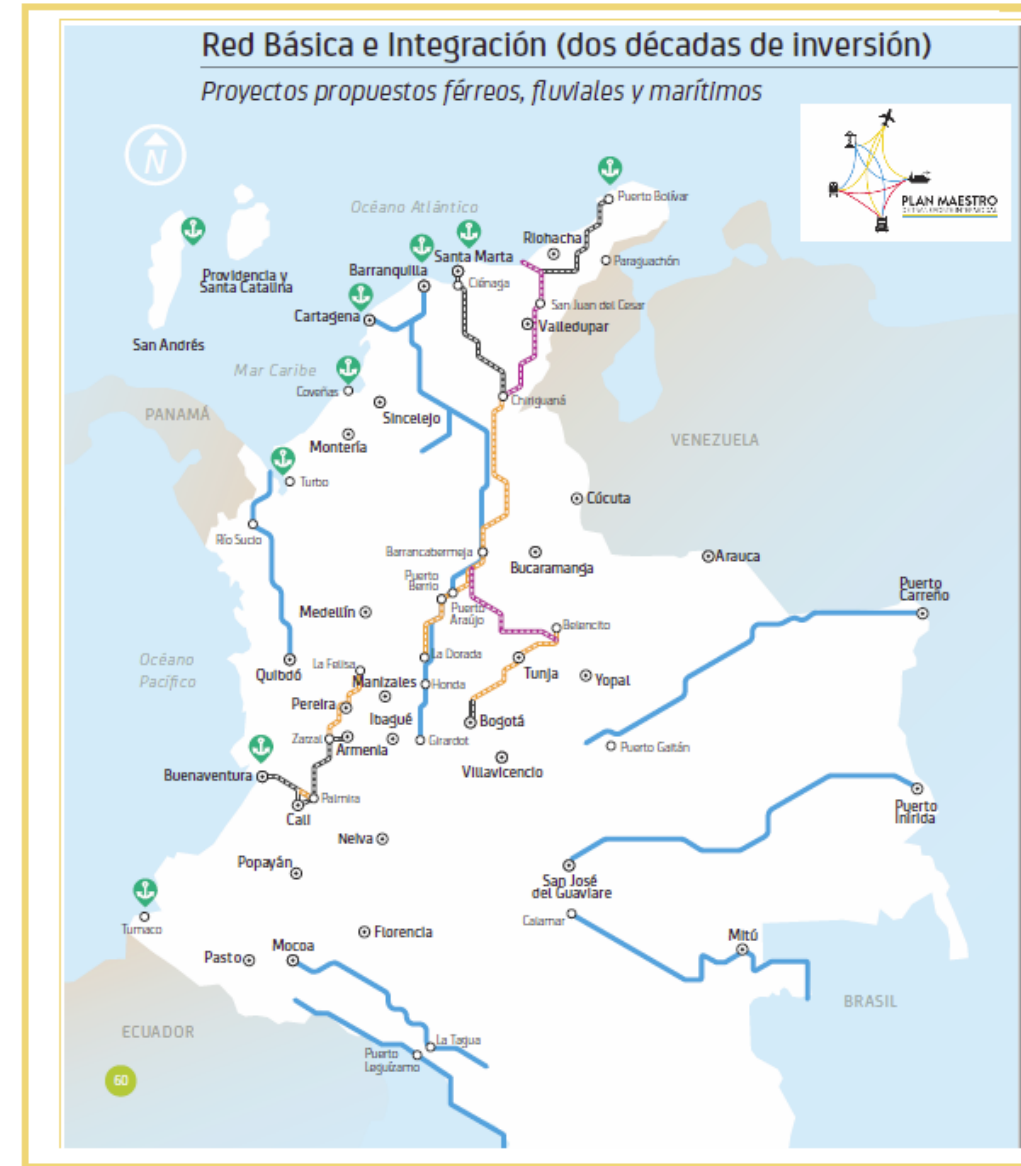 Red Básica e Integración (dos décadas de inversión)
Proyectos propuestos férreos, fluviales y marítimos
N
PLAN MAESTRO
Puerto Bolívar
Océano Atlántico
Riohacha
Santa Marta
Paraguachón
Barranquilla
Ciénaga
Providencia y
Santa Catalina
San Juan del Cesar
Cartagena
Valledupar
San Andrés
Mar Caribe
Coveñas
Chiriguaná
PANAMÁ
Sincelejo
Montería
VENEZUELA
Turbo
Cúcuta
Río Sucio
Barrancabermeja
Bucaramanga
Arauca
Puerto
Berrío
Puerto
Carreño
Medellín
Puerto
Araújo
Belencito
Océano
Pacífico
La Felisa
La Dorada
Quibdó
Tunja
Yopal
Manizales
Honda
Pereira
Ibagué
Bogotá
Zarzal
Armenia
Girardot
Puerto Gaitán
Villavicencio
Buenaventura
Palmira
Cali
Puerto
Inírida
Neiva
Popayán
San José
del Guaviare
Calamar
Tumaco
Florencia
Mitú
Pasto
Mocoa
BRASIL
ECUADOR
La Tagua
Puerto
Leguízamo
60